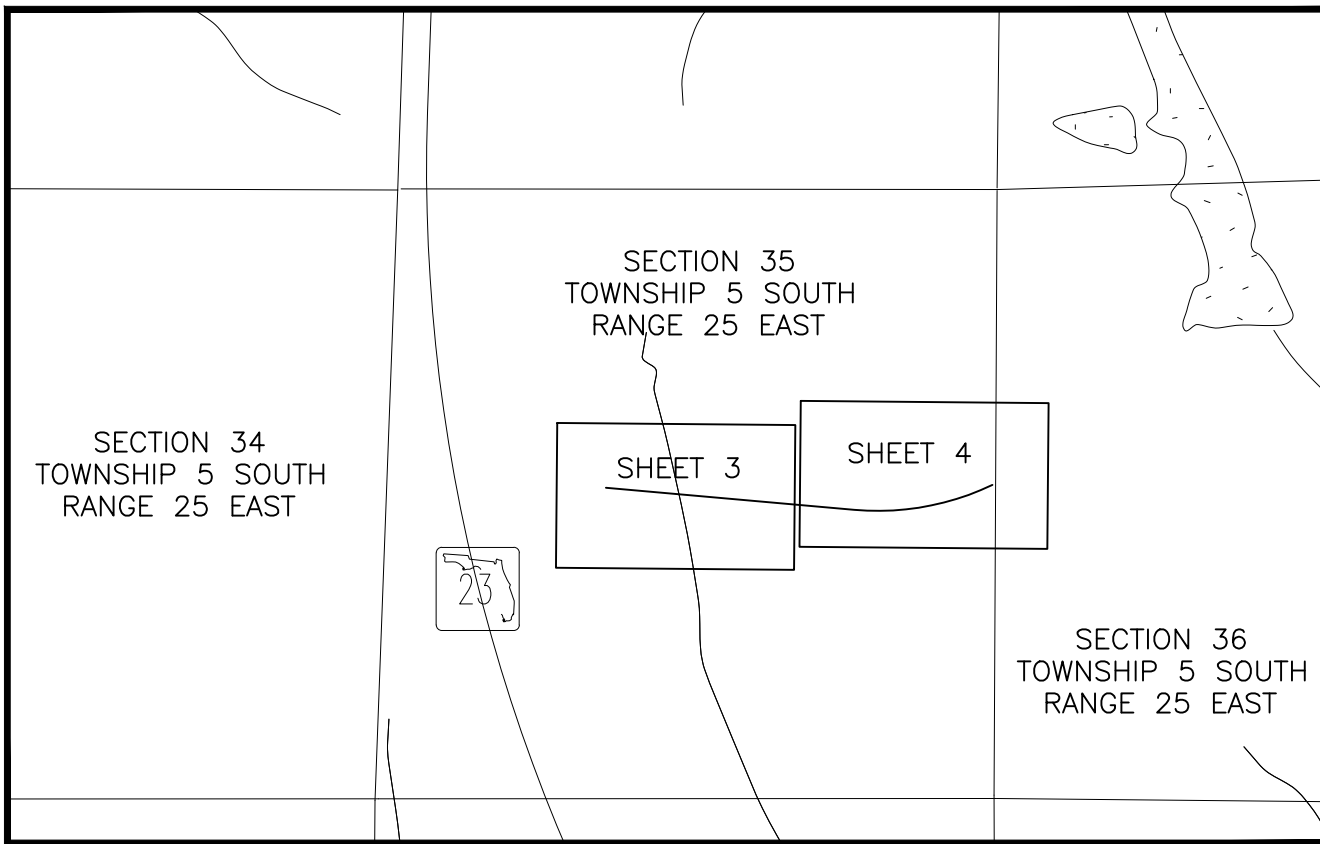 SECTION 35
TOWNSHIP 5 SOUTH
RANGE 25 EAST
SECTION 34
TOWNSHIP 5 SOUTH
RANGE 25 EAST
SHEET 3
SHEET 4
23
SECTION 36
TOWNSHIP 5 SOUTH
RANGE 25 EAST